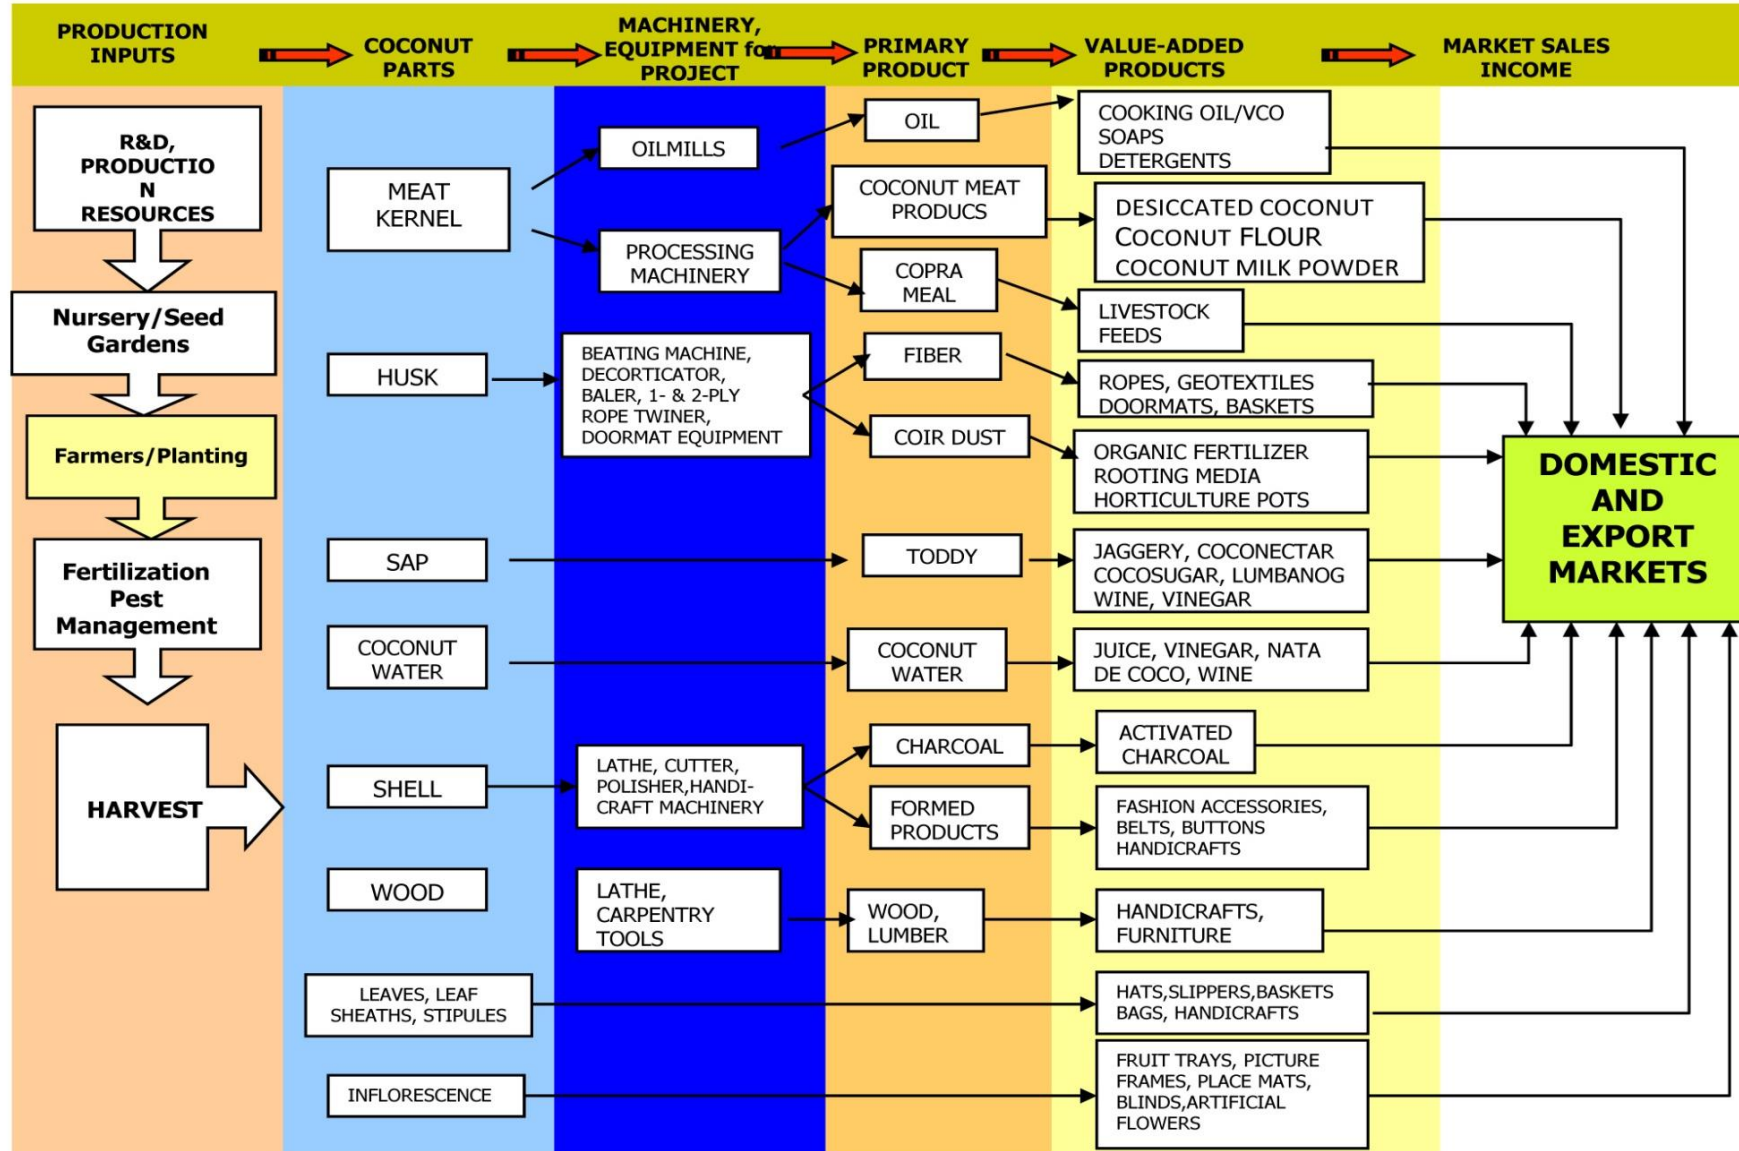 PRODUCTION
INPUTS
COCONUT
PARTS
MACHINERY,
EQUIPMENT for
PROJECT
PRIMARY
PRODUCT
VALUE-ADDED
PRODUCTS
MARKET SALES
INCOME
R&D,
PRODUCTIO
N
RESOURCES
Nursery/Seed
Gardens
Farmers/Planting
Fertilization
Pest
Management
HARVEST
MEAT
KERNEL
HUSK
SAP
COCONUT
WATER
SHELL
WOOD
LEAVES, LEAF
SHEATHS, STIPULES
INFLORESCENCE
OILMILLS
PROCESSING
MACHINERY
BEATING MACHINE,
DECORTICATOR,
BALER, 1- & 2-PLY
ROPE TWINER,
DOORMAT EQUIPMENT
LATHE, CUTTER,
POLISHER,HANDI-
CRAFT MACHINERY
LATHE,
CARPENTRY
TOOLS
OIL
COCONUT MEAT
PRODUCS
COPRA
MEAL
FIBER
COIR DUST
TODDY
COCONUT
WATER
CHARCOAL
FORMED
PRODUCTS
WOOD,
LUMBER
COOKING OIL/VCO
SOAPS
DETERGENTS
DESICCATED COCONUT
COCONUT FLOUR
COCONUT MILK POWDER
LIVESTOCK
FEEDS
ROPES, GEOTEXTILES
DOORMATS, BASKETS
ORGANIC FERTILIZER
ROOTING MEDIA
HORTICULTURE POTS
JAGGERY, COCONECTAR
COCOSUGAR, LUMBANOG
WINE, VINEGAR
JUICE, VINEGAR, NATA
DE COCO, WINE
ACTIVATED
CHARCOAL
FASHION ACCESSORIES,
BELTS, BUTTONS
HANDICRAFTS
HANDICRAFTS,
FURNITURE
HATS,SLIPPERS,BASKETS
BAGS, HANDICRAFTS
FRUIT TRAYS, PICTURE
FRAMES, PLACE MATS,
BLINDS,ARTIFICIAL
FLOWERS
DOMESTIC
AND
EXPORT
MARKETS